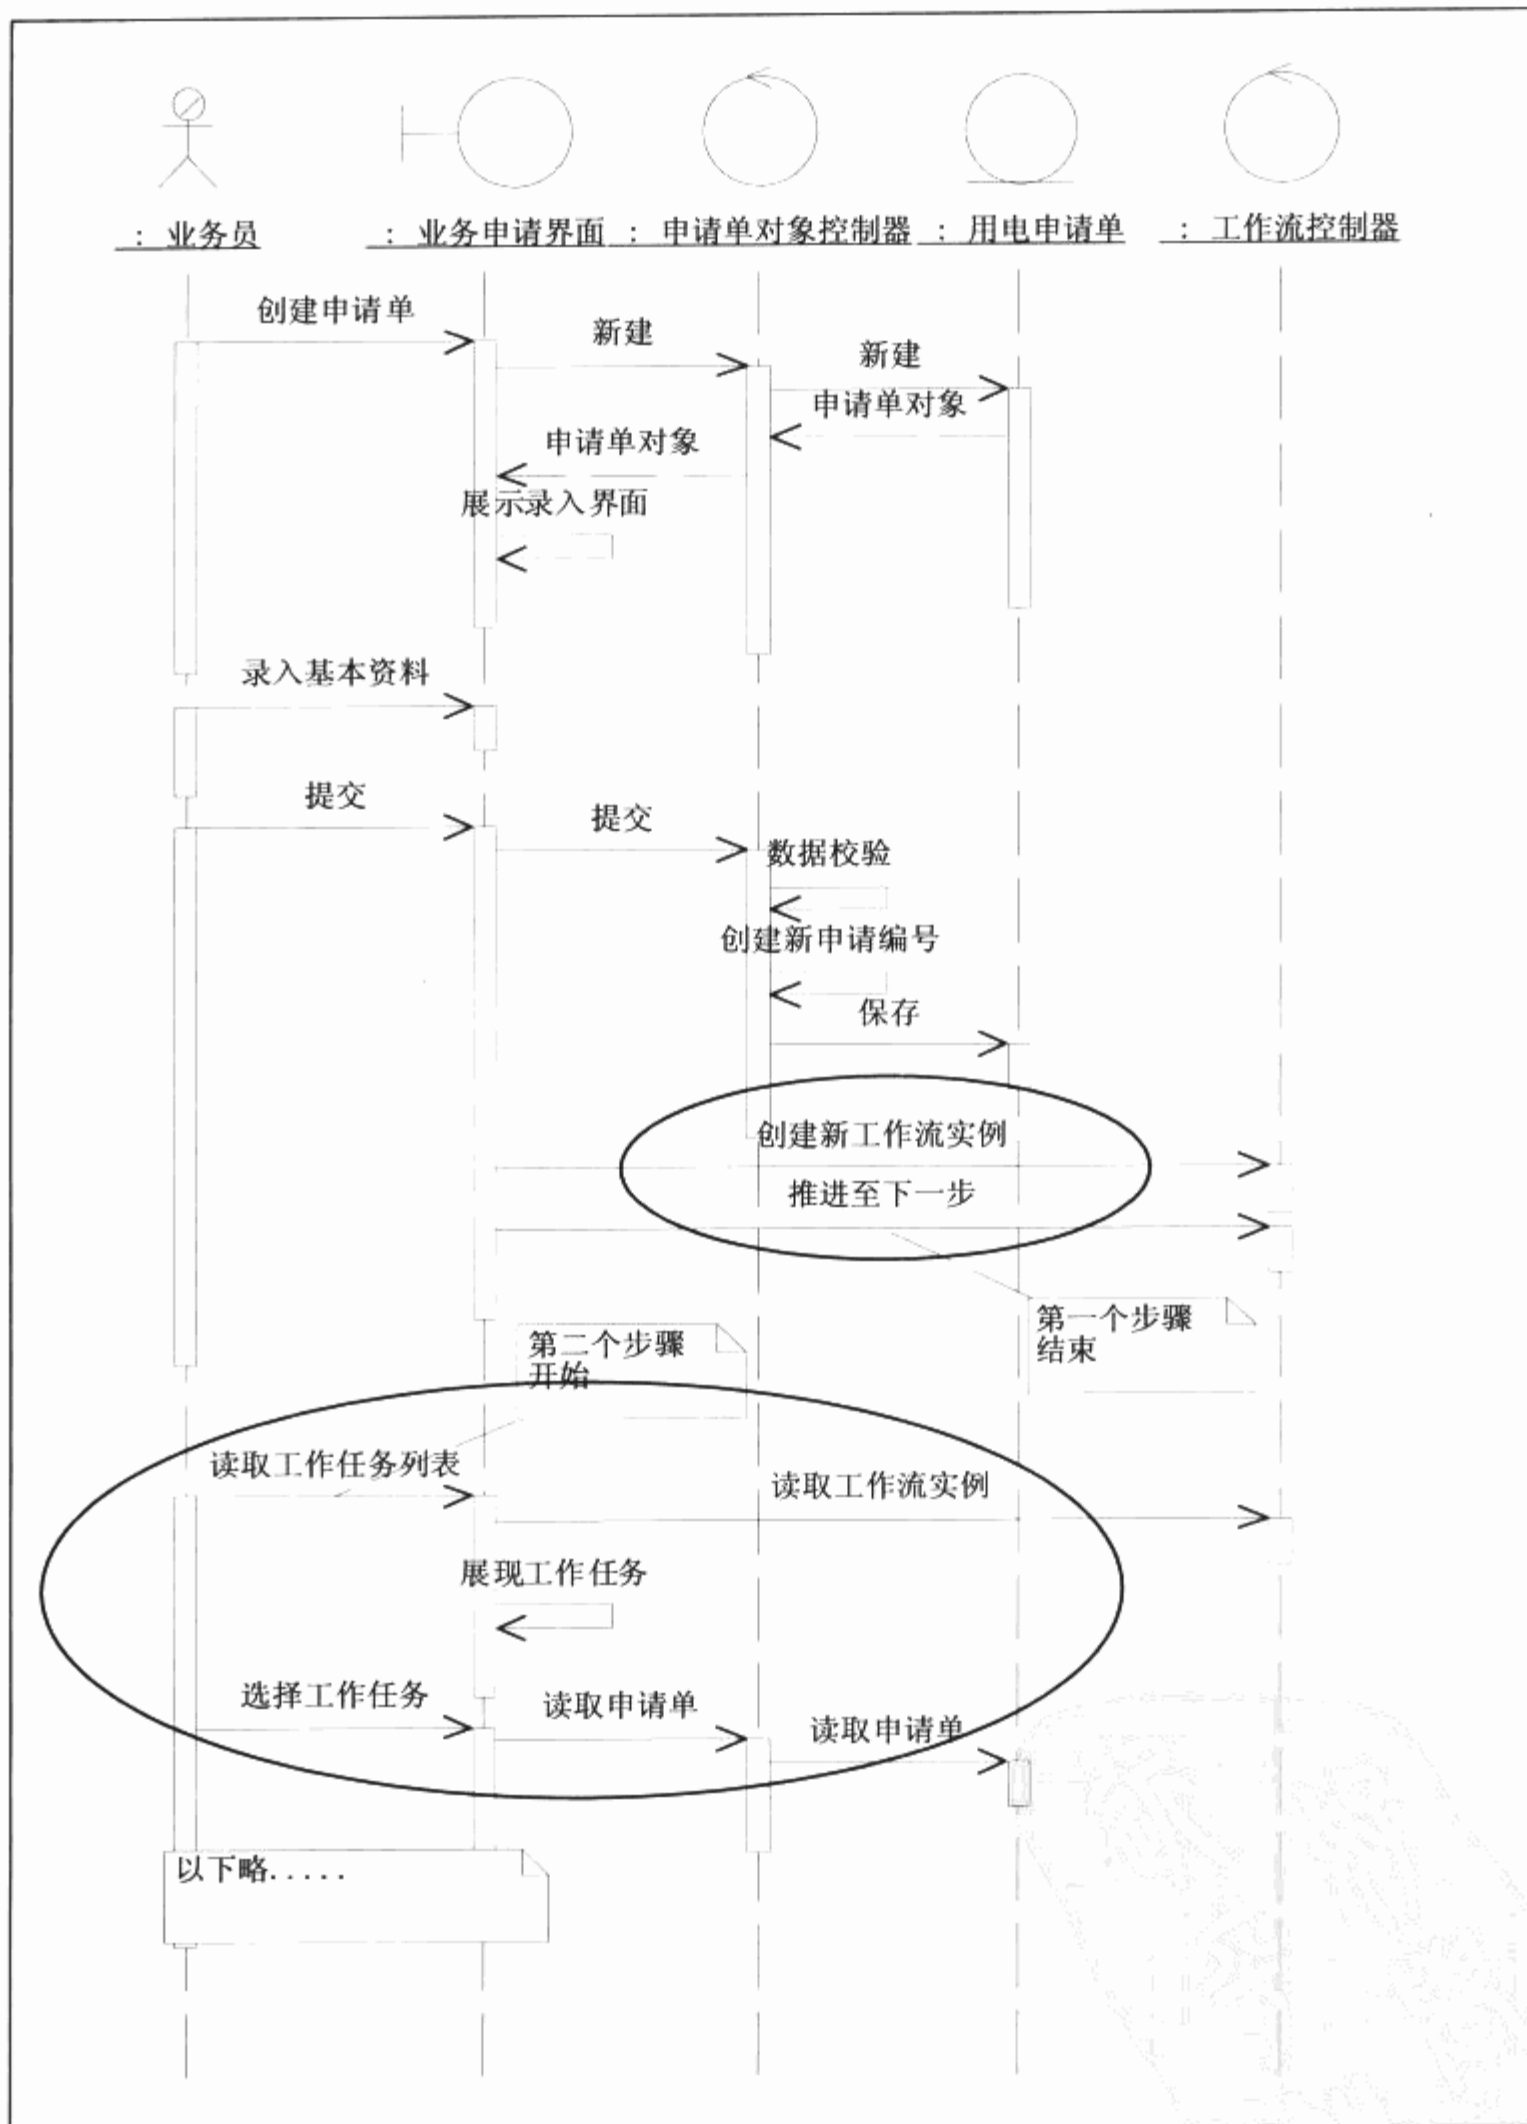 : 业务员
: 业务申请界面
: 申请单对象控制器
: 用电申请单
: 工作流控制器
创建申请单
新建
新建
申请单对象
申请单对象
展示录入界面
录入基本资料
提交
提交
数据校验
创建新申请编号
保存
创建新工作流实例
推进至下一步
第一个步骤
结束
第二个步骤
开始
读取工作任务列表
读取工作流实例
展现工作任务
选择工作任务
读取申请单
读取申请单
以下略.....